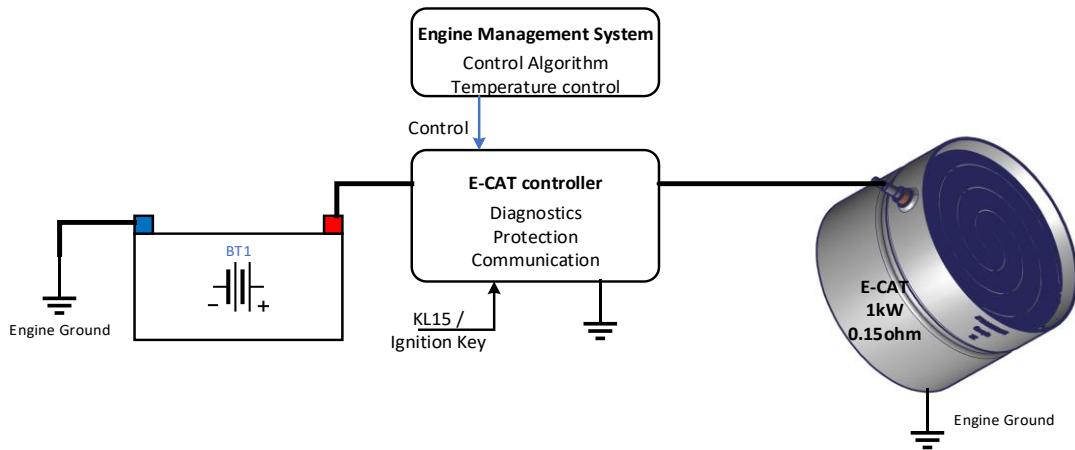 Engine Management System
Control Algorithm
Temperature control
Control
E-CAT controller
Diagnostics
Protection
Communication
BT1
– +
Engine Ground
KL15 /
Ignition Key
E-CAT
1kW
0.15ohm
Engine Ground